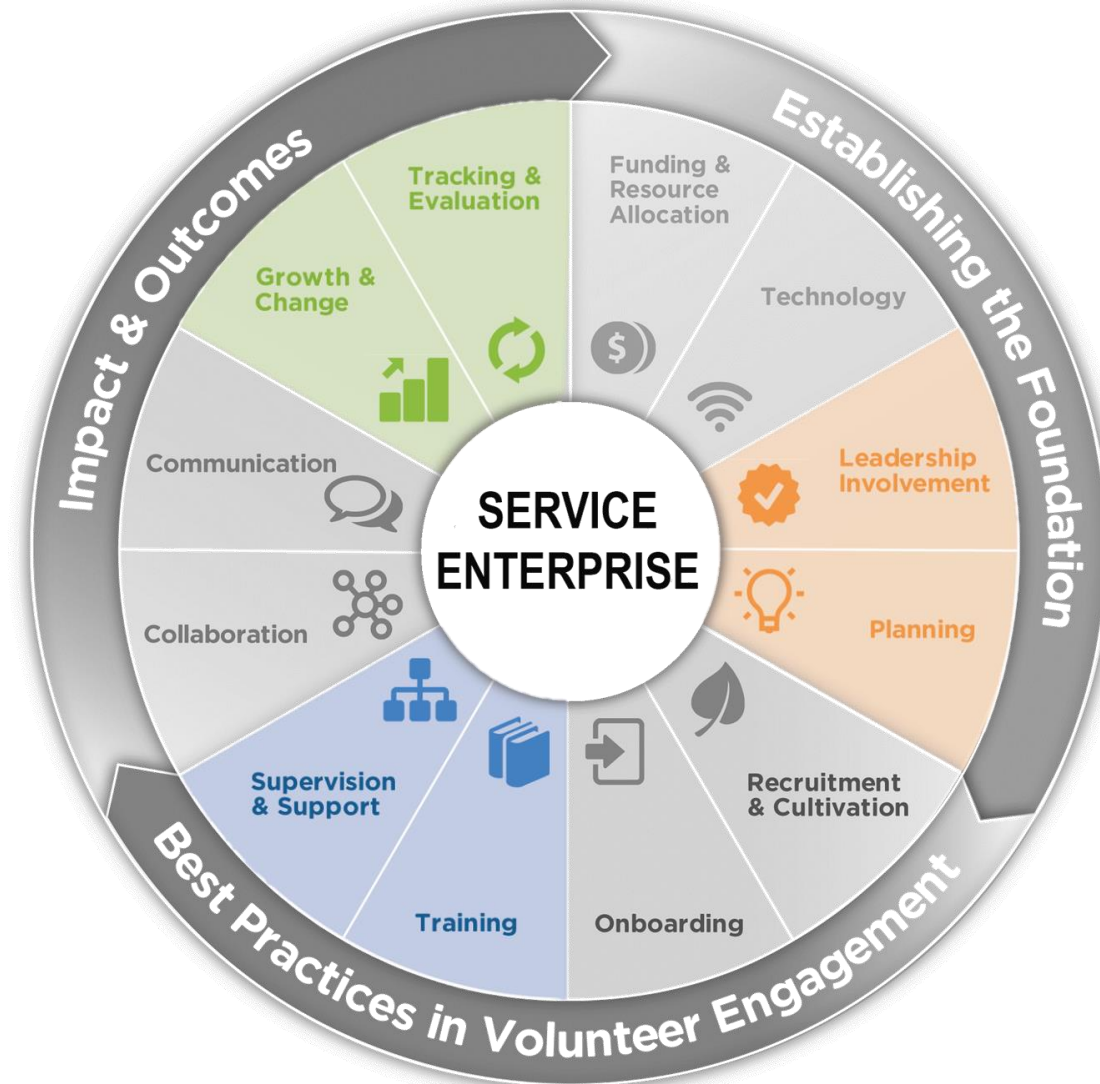 SERVICE
ENTERPRISE
Establishing the Foundation
Funding &
Resource
Allocation
$
Technology
Leadership
Involvement
Planning
Best Practices in Volunteer Engagement
Recruitment
& Cultivation
Onboarding
Training
Supervision
& Support
Impact & Outcomes
Collaboration
Communication
Growth &
Change
Tracking &
Evaluation